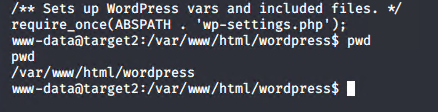 /** Sets up WordPress vars and included files. */
require_once(ABSPATH . 'wp-settings.php');
www-data@target2:/var/www/html/wordpress$ pwd
pwd
/var/www/html/wordpress
www-data@target2:/var/www/html/wordpress$